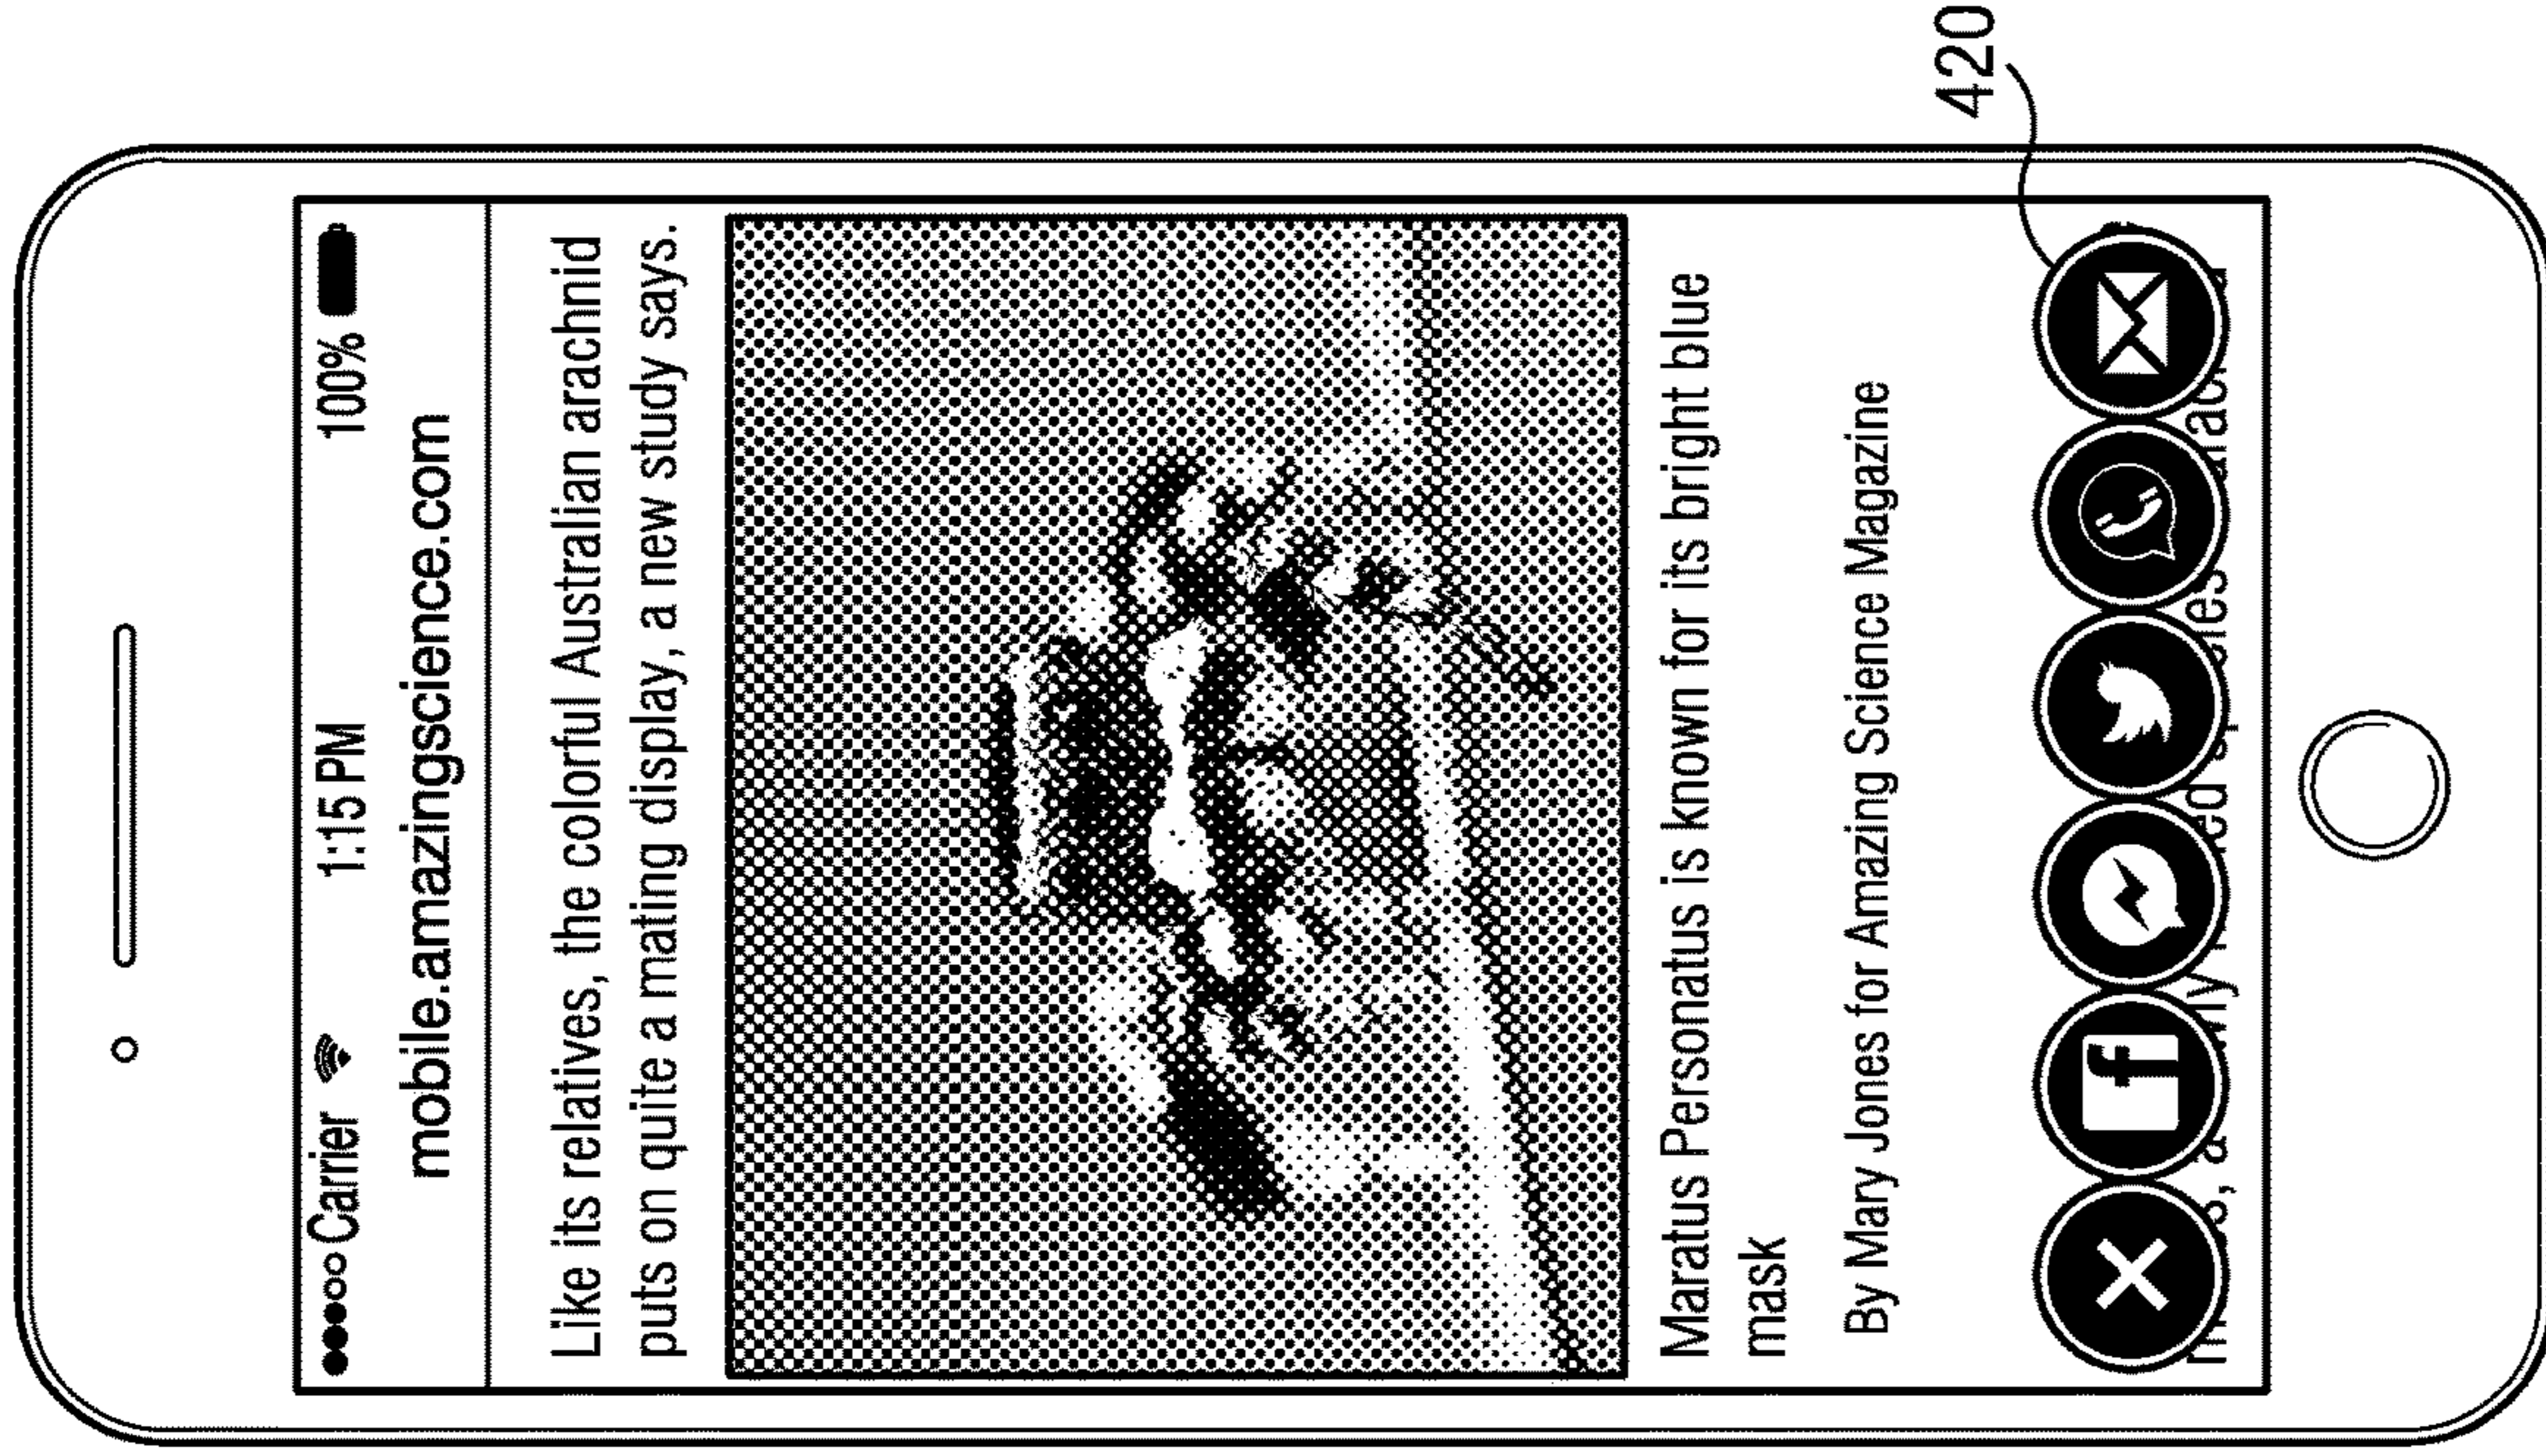 Carrier 1:15 PM 100%
mobile.amazingscience.com
Like its relatives, the colorful Australian arachnid
puts on quite a mating display, a new study says.
Maratus Personatus is known for its bright blue
mask
By Mary Jones for Amazing Science Magazine
f
420